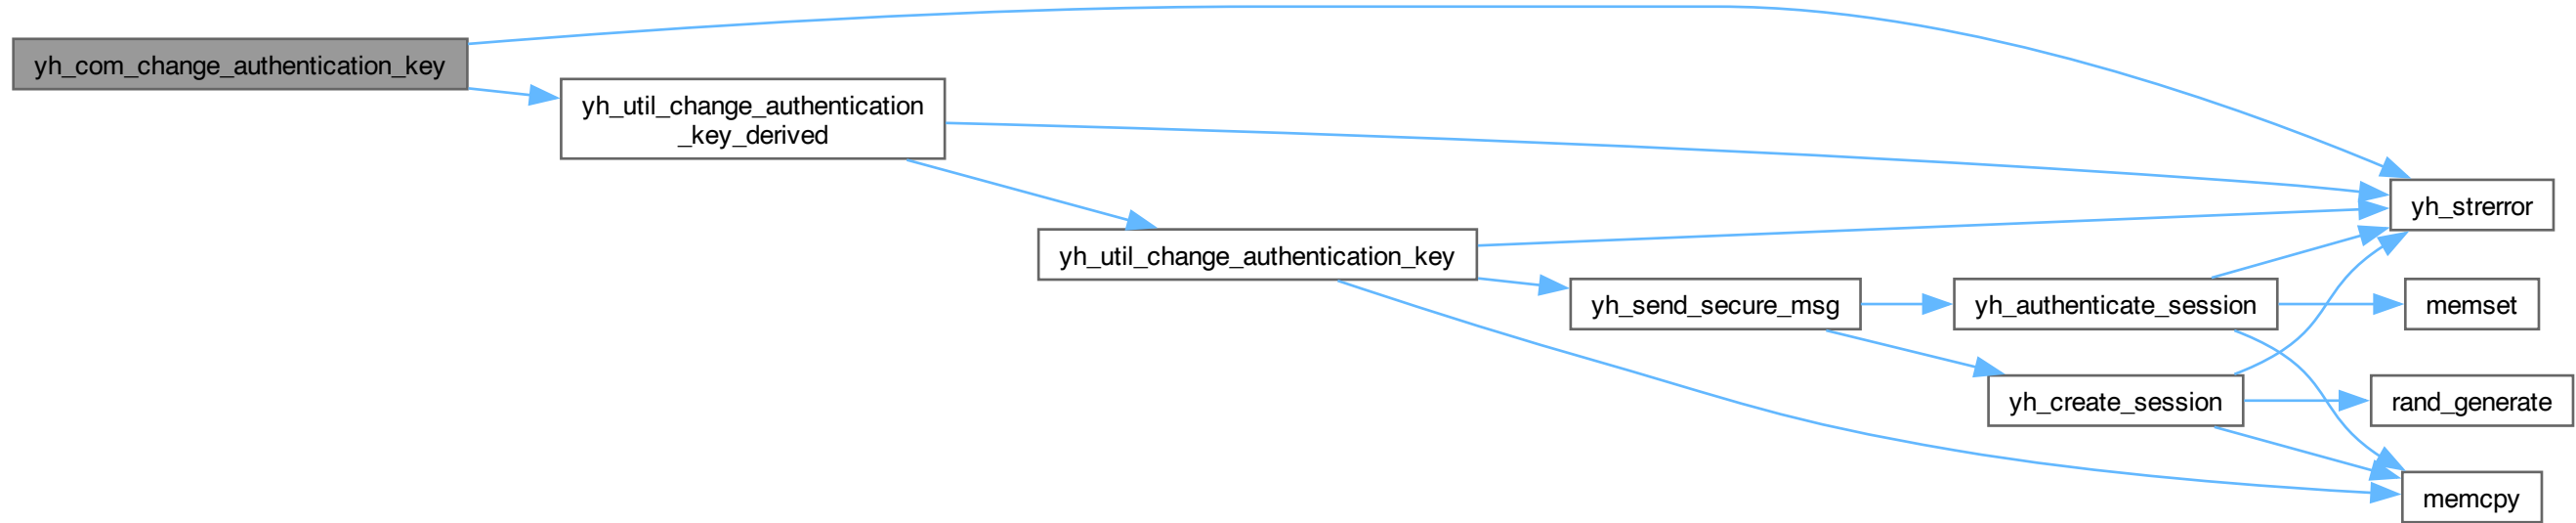 yh_com_change_authentication_key
yh_util_change_authentication
_key_derived
yh_util_change_authentication_key
yh_send_secure_msg
yh_authenticate_session
yh_create_session
yh_strerror
memset
rand_generate
memcpy